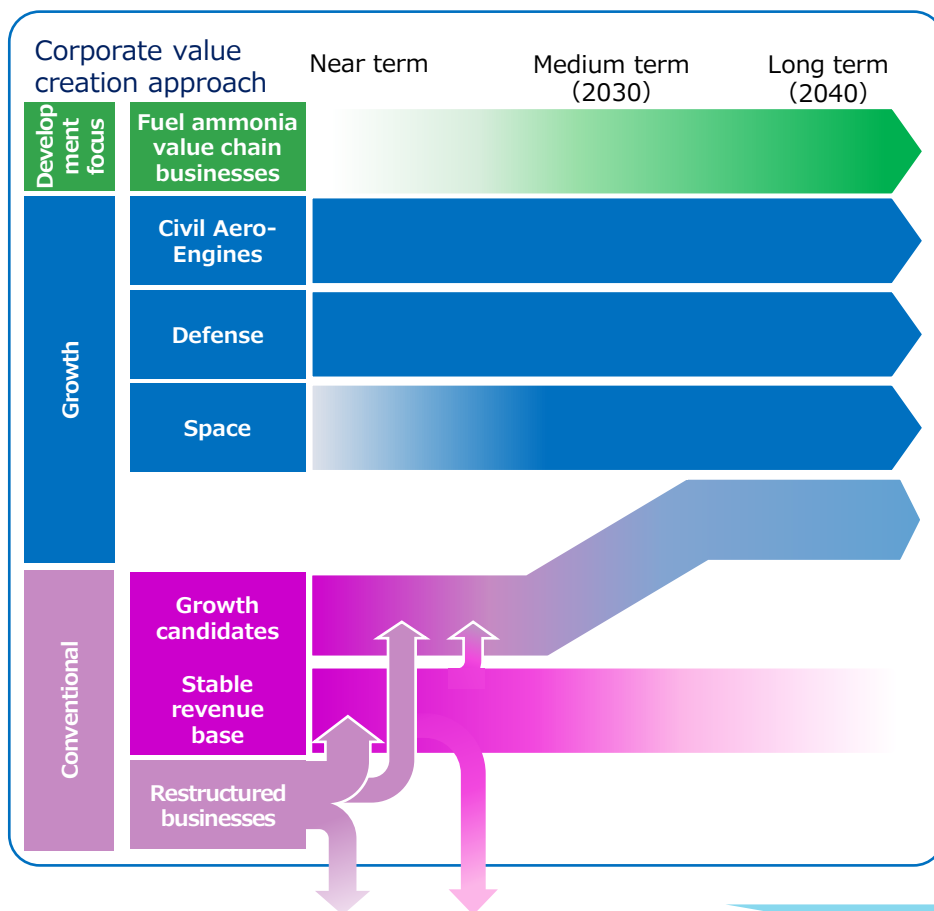 Corporate value
creation approach
Near term
Medium term
(2030)
Long term
(2040)
Develop
ment
focus
Fuel ammonia
value chain
businesses
Growth
Civil Aero-
Engines
Defense
Space
Conventional
Growth
candidates
Stable
revenue
base
Restructured
businesses